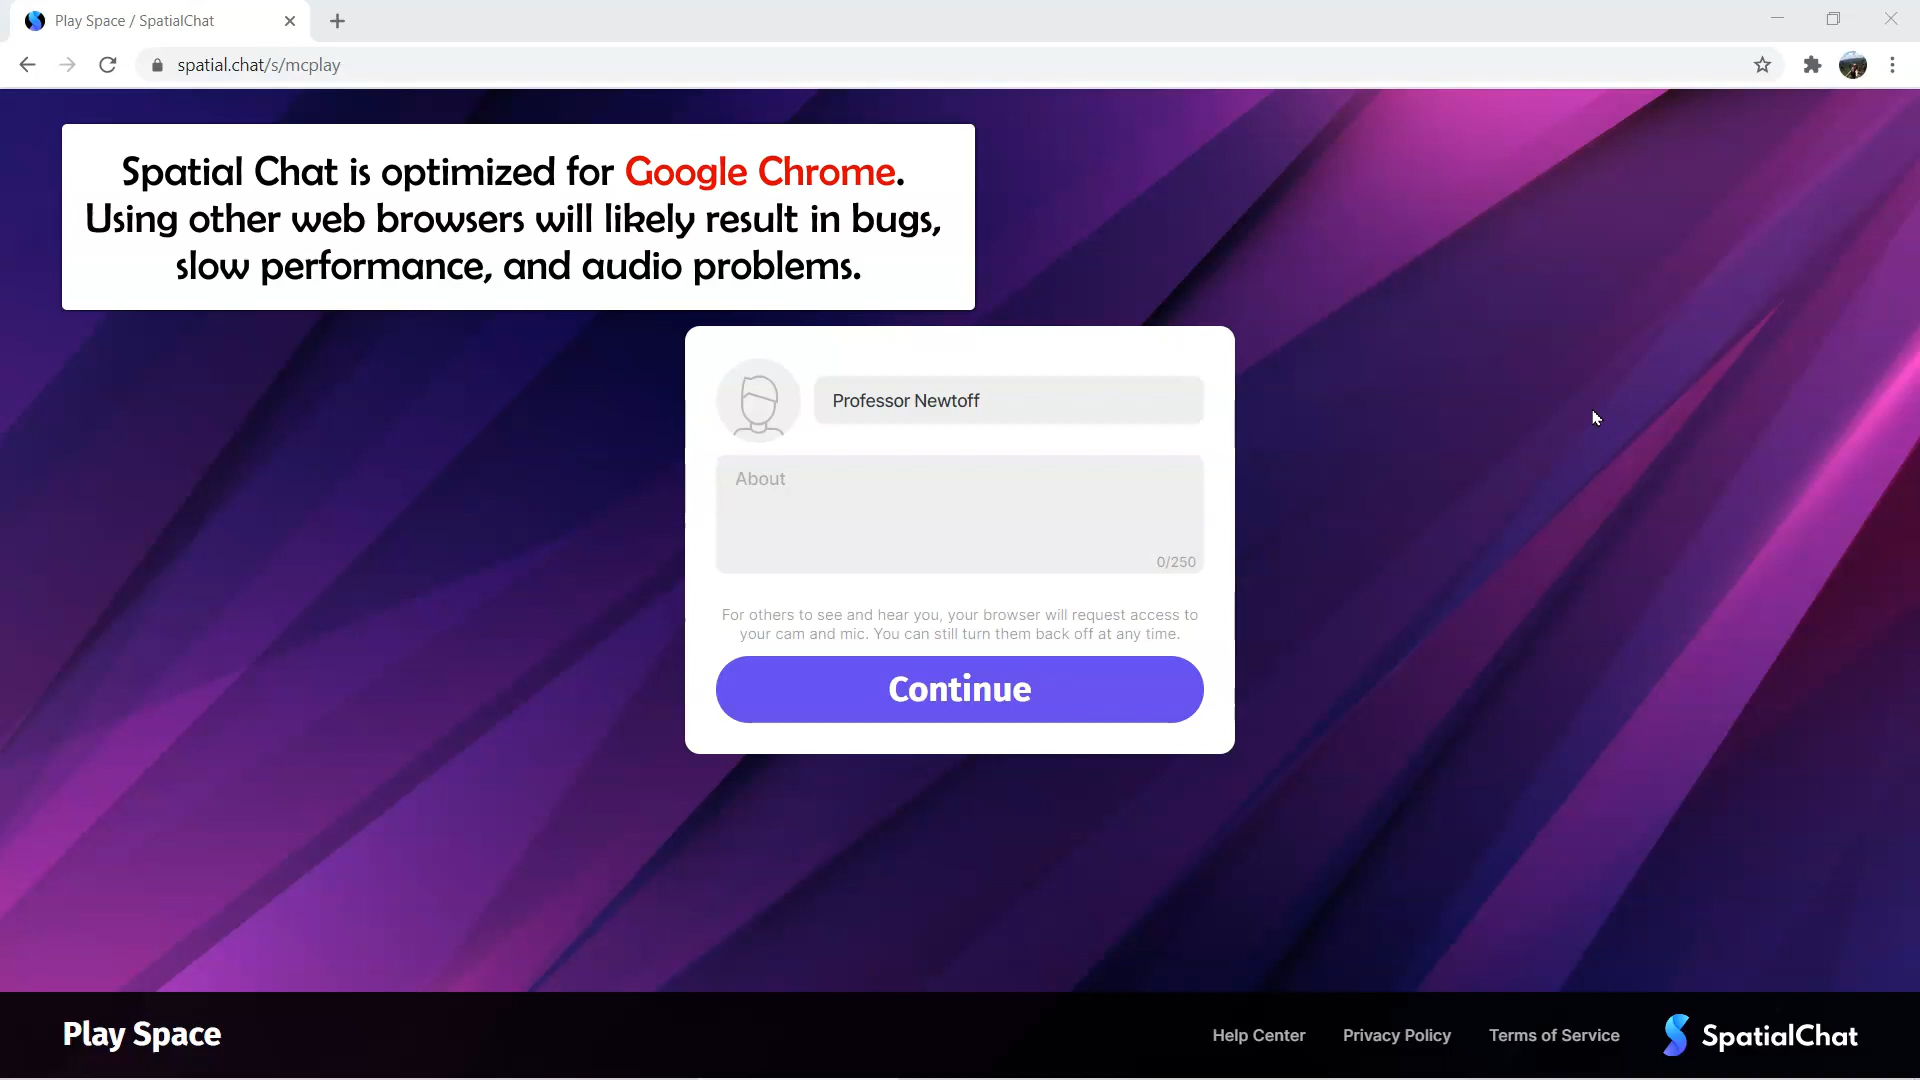 Play Space / SpatialChat
spatial.chat/s/mcplay
Spatial Chat is optimized for Google Chrome.
Using other web browsers will likely result in bugs,
slow performance, and audio problems.
Professor Newtoff
About
0/250
For others to see and hear you, your browser will request access to
your cam and mic. You can still turn them back off at any time.
Continue
Play Space
Help Center
Privacy Policy
Terms of Service
SpatialChat